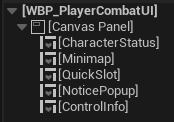 [WBP_PlayerCombatUI]
[Canvas Panel]
[CharacterStatus]
[Minimap]
[QuickSlot]
[NoticePopup]
[ControlInfo]